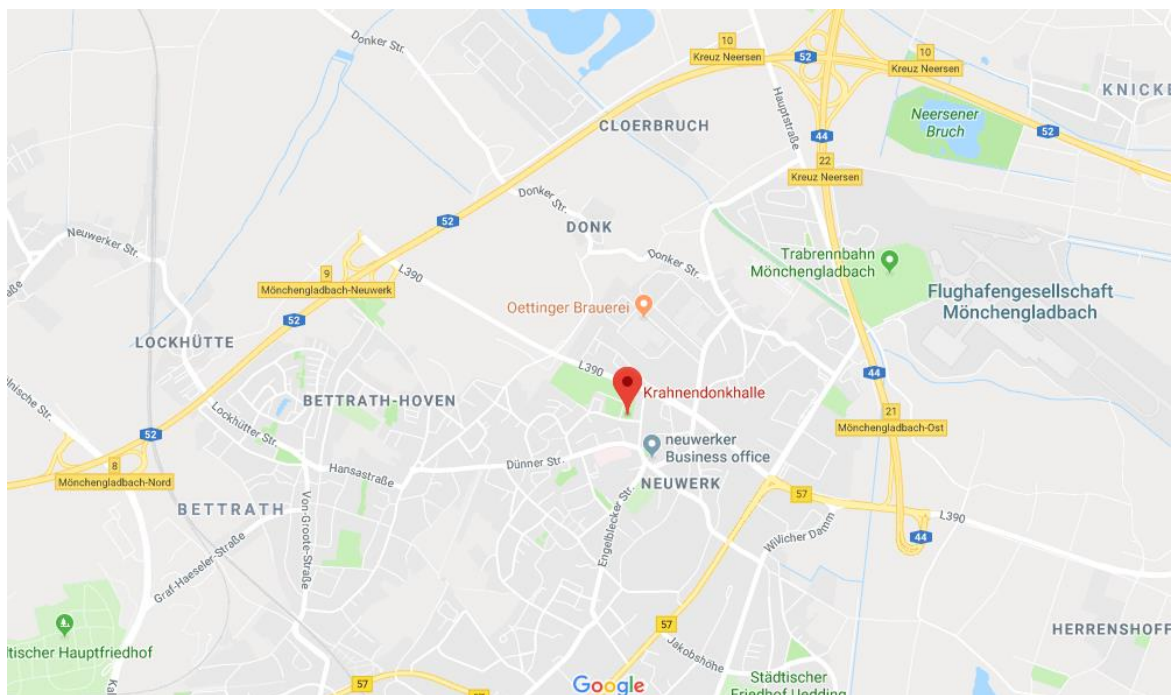 Donker Str.
10
Kreuz Neersen
52
10
Kreuz Neersen
KNICKE
Hauptstraße
Neersener
Bruch
52
CLOERBRUCH
44
22
Kreuz Neersen
Donker Str.
52
DONK
Neuwerker Str.
9
Mönchengladbach-Neuwerk
L390
Donker Str.
Trabrennbahn
Mönchengladbach
Flughafengesellschaft
Mönchengladbach
Oettinger Brauerei
52
LOCKHÜTTE
L390
44
Krahnendonkhalle
BETTRATH-HOVEN
Lockhütter Str.
21
Mönchengladbach-Ost
52
neuwerker
Business office
8
Mönchengladbach-Nord
Hansastraße
Dünner Str.
NEUWERK
57
BETTRATH
Von-Groote-Straße
Engelblecker Str.
Willicher Damm
L390
44
Graf-Haeseler-Straße
57
HERRENSHOFF
Jakobshöhe
ltischer Hauptfriedhof
57
Google
Städtischer
Friedhof Uedding